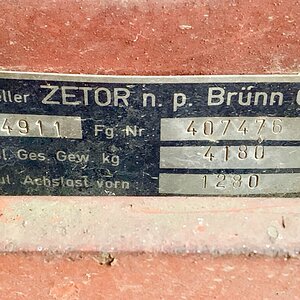 ller ZETOR n. p. Brünn
4911 Fg. Nr. 407476
l. Ges. Gew. kg 4180
ul. Achslast vorn 1280